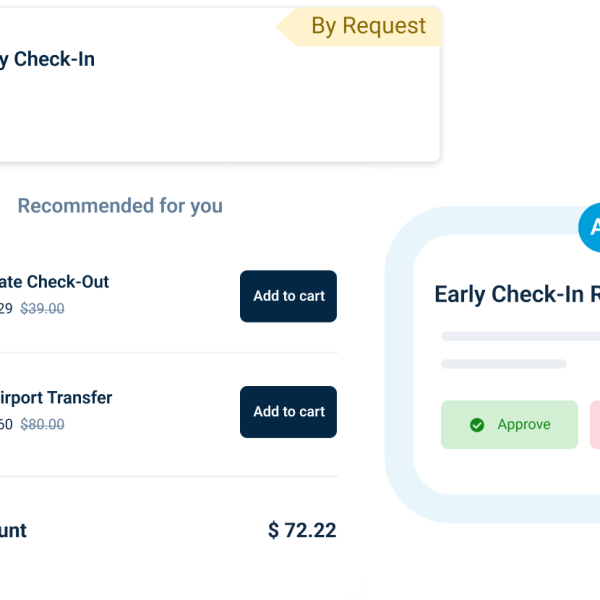 By Request
y Check-In
Recommended for you
ate Check-Out
29 $39.00
Add to cart
irport Transfer
60 $80.00
Add to cart
unt
$ 72.22
A
Early Check-In R
Approve